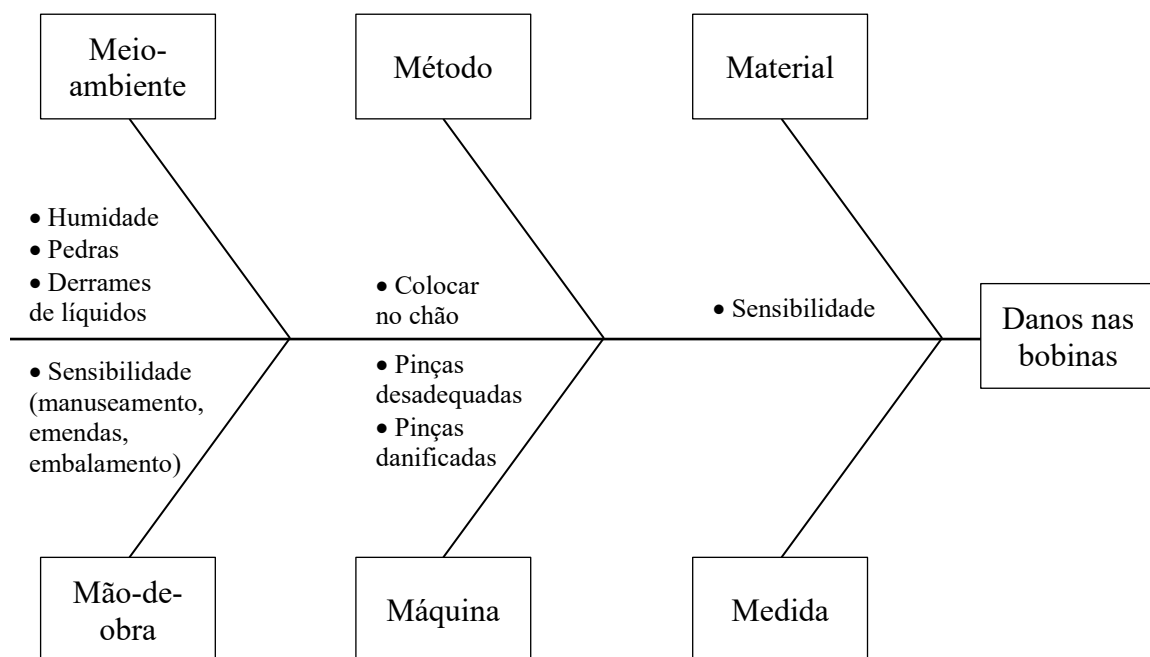 Meio-
ambiente
Método
Material
• Humidade
• Pedras
• Derrames
de líquidos
• Colocar
no chão
• Sensibilidade
Danos nas
bobinas
• Sensibilidade
(manuseamento,
emendas,
embalamento)
• Pinças
desadequadas
• Pinças
danificadas
Mão-de-
obra
Máquina
Medida